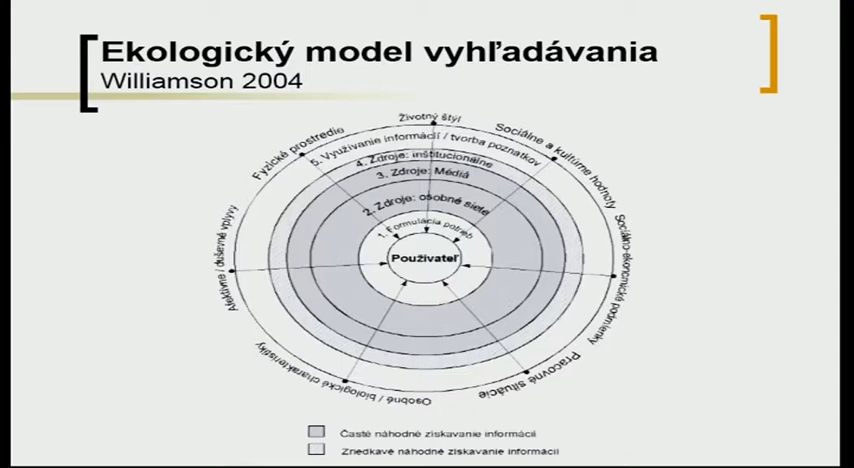 Ekologický model vyhľadávania
Williamson 2004
Životný štýl
Sociálne a kultúrne hodnoty
Fyzické prostredie
5. Využívanie informácií / tvorba poznatkov
4. Zdroje: inštitucionálne
3. Zdroje: Médiá
2. Zdroje: osobné siete
1. Formulácia potrieb
Používateľ
Afektívne / duševné vplyvy
Sociálno-ekonomické podmienky
Osobné / biologické charakteristiky
Pracovné situácie
Časté náhodné získavanie informácií
Zriedkavé náhodné získavanie informácií